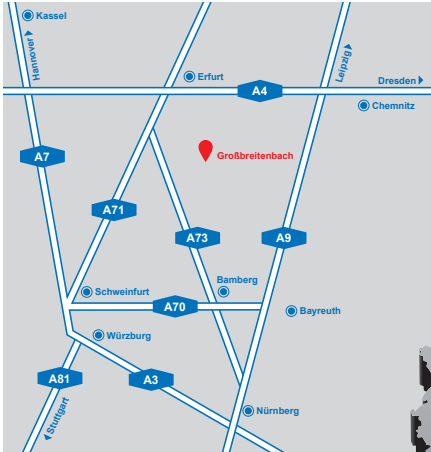 Kassel
Hannover
Leipzig
Erfurt
Dresden
A4
Chemnitz
Großbreitenbach
A7
A71
A73
A9
Bamberg
Schweinfurt
A70
Bayreuth
Würzburg
A81
A3
Stuttgart
Nürnberg